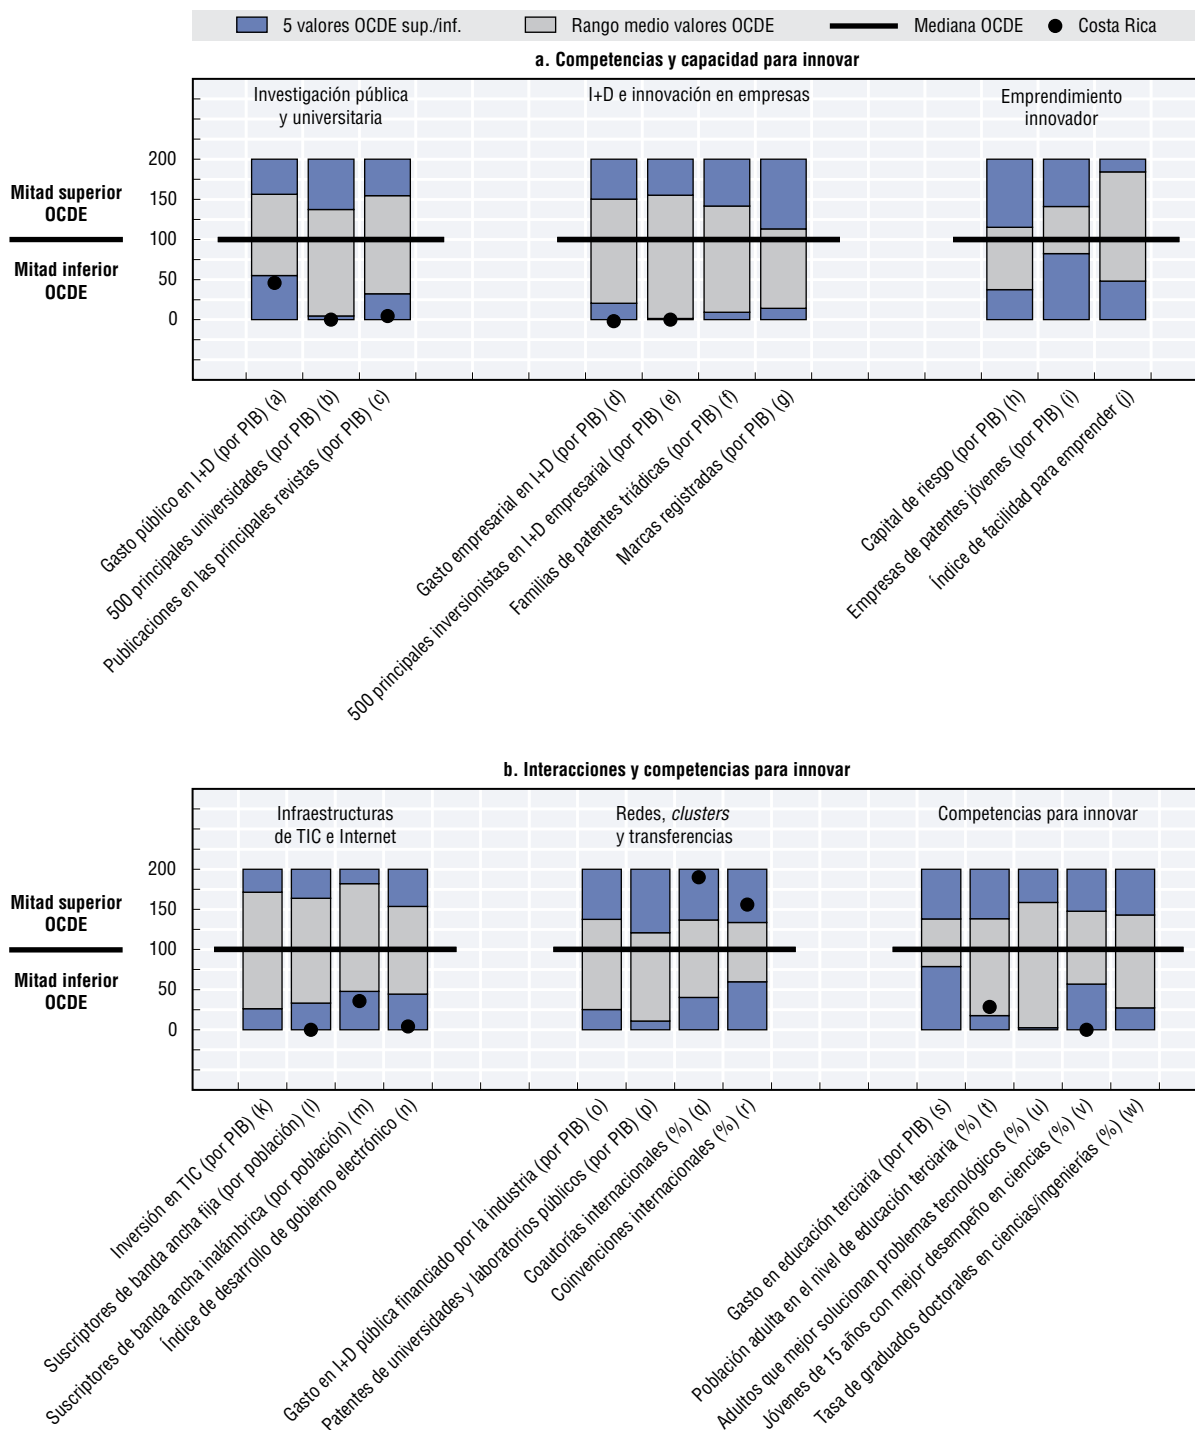 5 valores OCDE sup./inf.
Rango medio valores OCDE
Mediana OCDE
Costa Rica
a. Competencias y capacidad para innovar
Investigación pública
y universitaria
I+D e innovación en empresas
Emprendimiento
innovador
200
150
100
50
0
Mitad superior
OCDE
Mitad inferior
OCDE
Gasto público en I+D (por PIB) (a)
500 principales universidades (por PIB) (b)
Publicaciones en las principales revistas (por PIB) (c)
Gasto empresarial en I+D (por PIB) (d)
500 principales inversionistas en I+D empresarial (por PIB) (e)
Familias de patentes triádicas (por PIB) (f)
Marcas registradas (por PIB) (g)
Capital de riesgo (por PIB) (h)
Empresas de patentes jóvenes (por PIB) (i)
Índice de facilidad para emprender (j)
b. Interacciones y competencias para innovar
Infraestructuras
de TIC e Internet
Redes, clusters
y transferencias
Competencias para innovar
200
150
100
50
0
Mitad superior
OCDE
Mitad inferior
OCDE
Inversión en TIC (por PIB) (k)
Suscriptores de banda ancha fija (por población) (l)
Suscriptores de banda ancha inalámbrica (por población) (m)
Índice de desarrollo de gobierno electrónico (n)
Gasto en I+D pública financiado por la industria (por PIB) (o)
Patentes de universidades y laboratorios públicos (por PIB) (p)
Coautorías internacionales (%) (q)
Coinvenciones internacionales (%) (r)
Gasto en educación terciaria (por PIB) (s)
Población adulta en el nivel de educación terciaria (%) (t)
Adultos que mejor solucionan problemas tecnológicos (%) (u)
Jóvenes de 15 años con mejor desempeño en ciencias (%) (v)
Tasa de graduados doctorales en ciencias/ingenierías (%) (w)